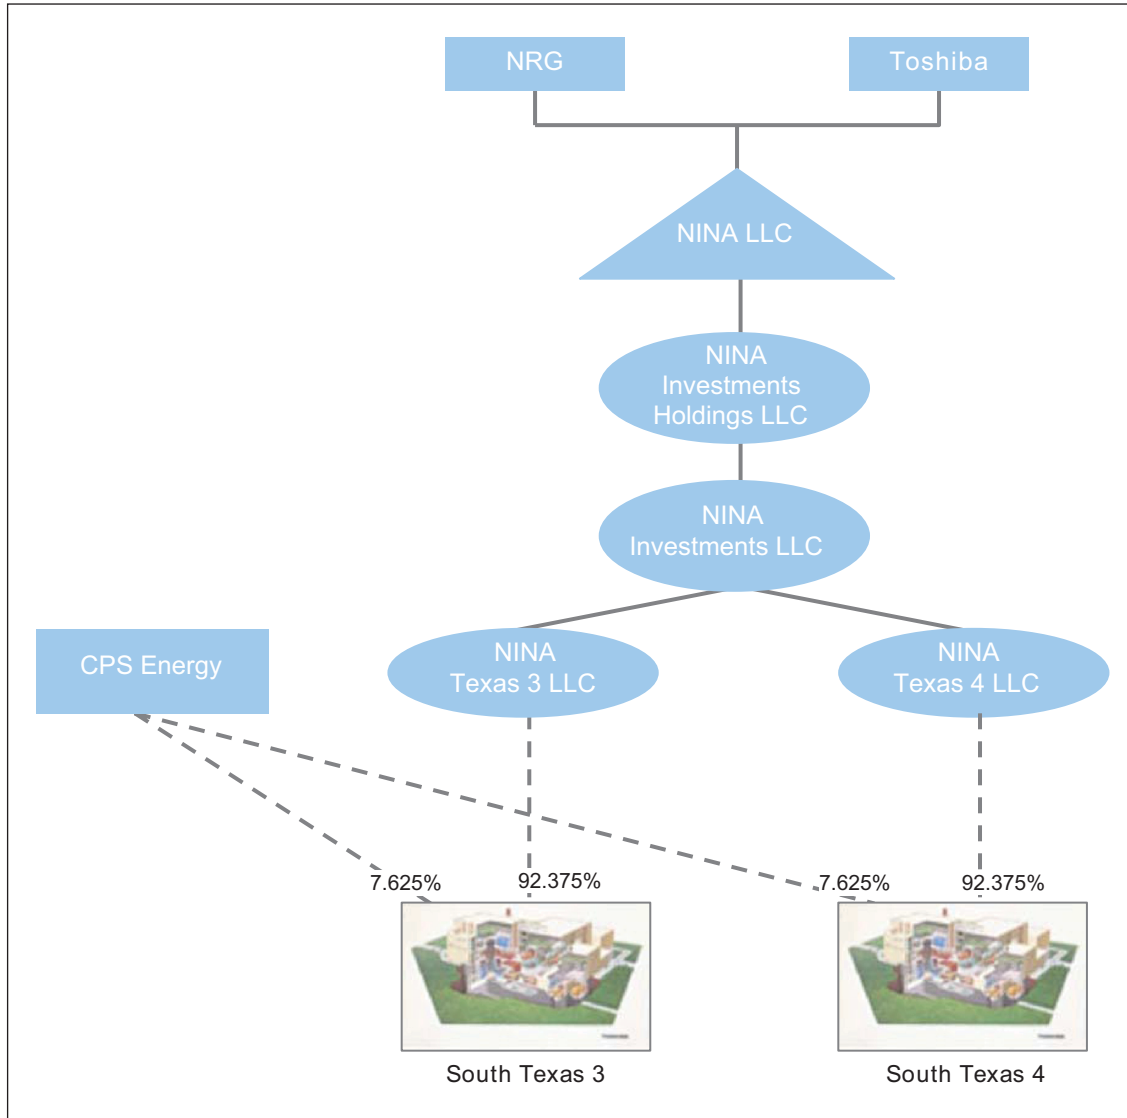 NRG
Toshiba
NINA LLC
NINA
Investments
Holdings LLC
NINA
Investments LLC
CPS Energy
NINA
Texas 3 LLC
NINA
Texas 4 LLC
7.625%
92.375%
7.625%
92.375%
South Texas 3
South Texas 4